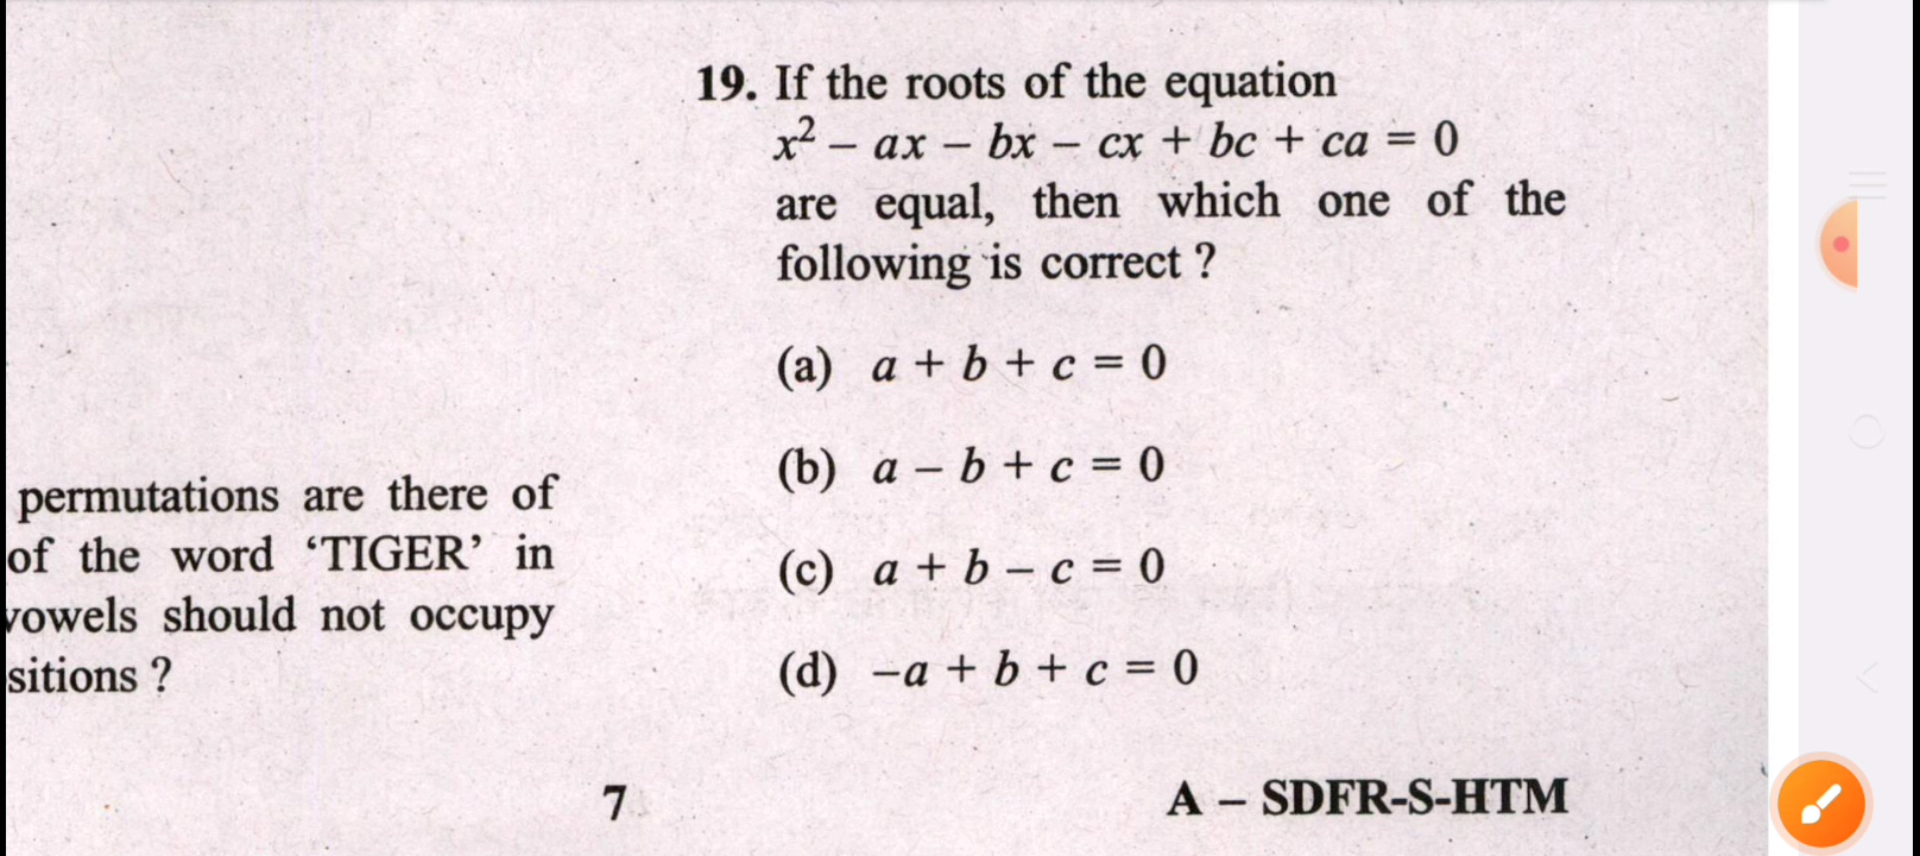 permutations are there of
of the word ‘TIGER’ in
vowels should not occupy
sitions ?
7
19. If the roots of the equation
x² – ax – bx – cx + bc + ca = 0
are equal, then which one of the
following is correct ?
(a) a + b + c = 0
(b) a – b + c = 0
(c) a + b – c = 0
(d) –a + b + c = 0
A – SDFR-S-HTM